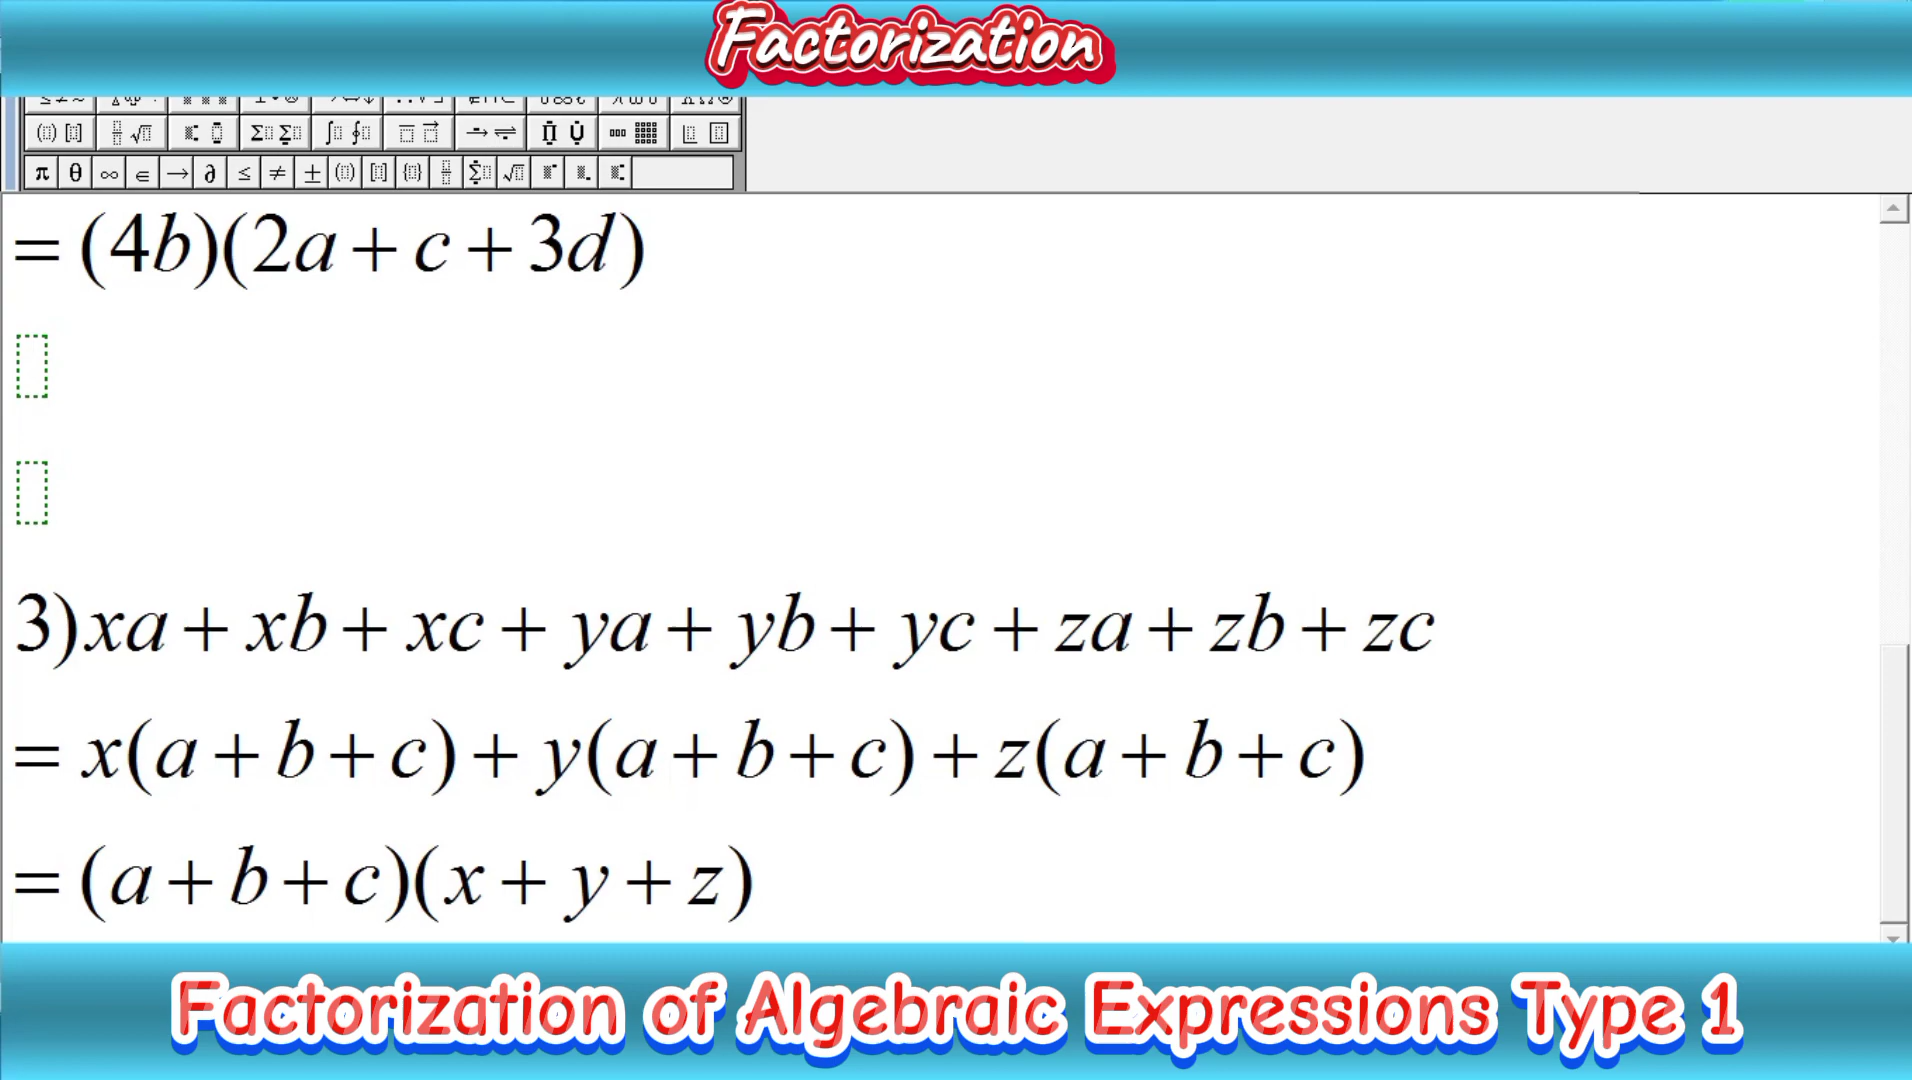 Factorization
π θ ∞ ∈ → ∂ ≤ ≠ ±
= (4b)(2a + c + 3d)
3) xa + xb + xc + ya + yb + yc + za + zb + zc
= x(a + b + c) + y(a + b + c) + z(a + b + c)
= (a + b + c)(x + y + z)
Factorization of Algebraic Expressions Type 1